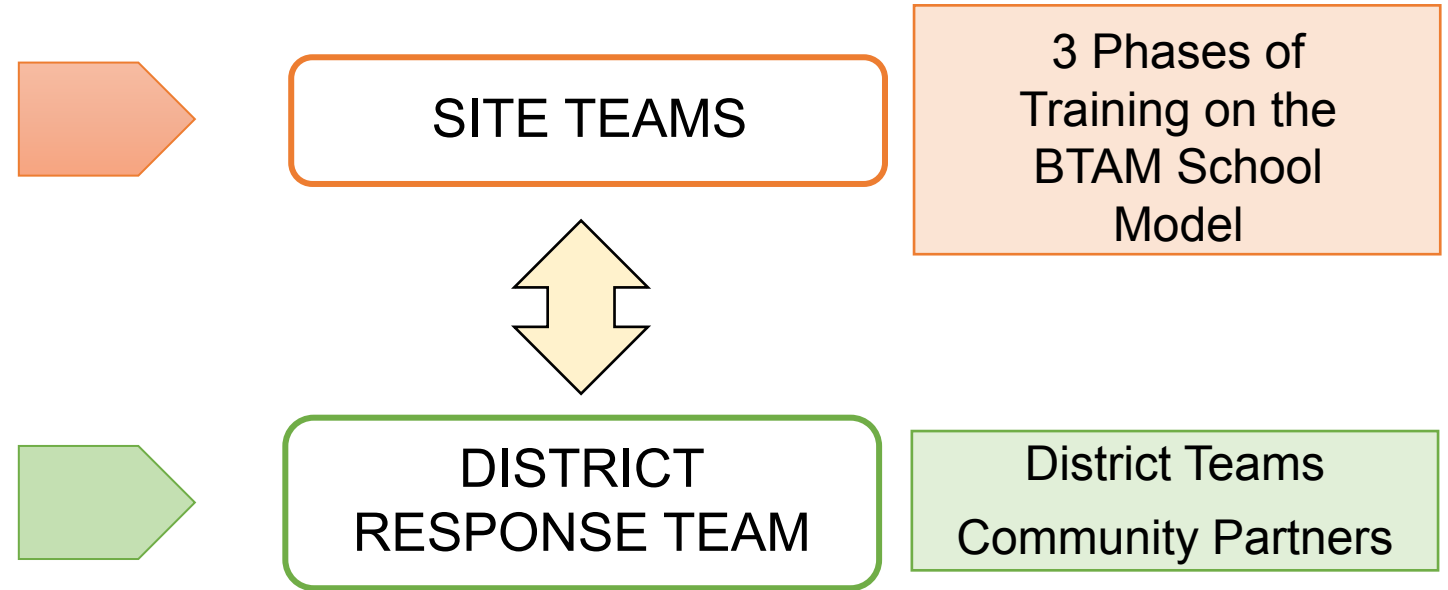 SITE TEAMS
3 Phases of
Training on the
BTAM School
Model
DISTRICT
RESPONSE TEAM
District Teams
Community Partners